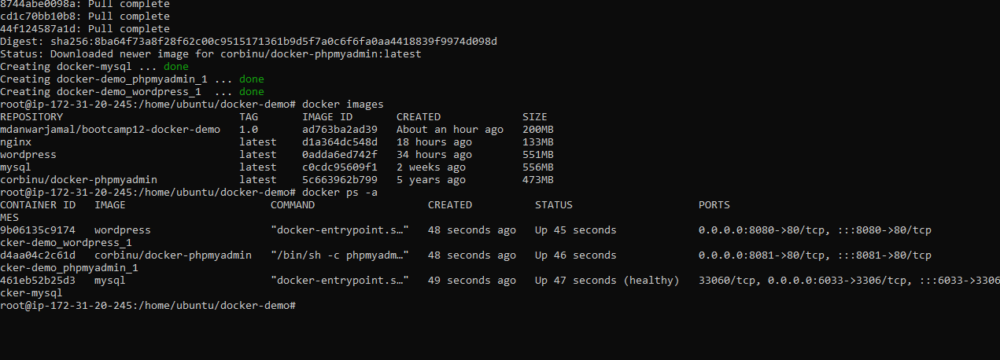 8744abe0098a: Pull complete
cd1c70bb10b8: Pull complete
44f124587a1d: Pull complete
Digest: sha256:8ba64f73a8f28f62c00c9515171361b9d5f7a0c6f6fa0aa4418839f9974d098d
Status: Downloaded newer image for corbinu/docker-phpmyadmin:latest
Creating docker-mysql ... done
Creating docker-demo_phpmyadmin_1 ... done
Creating docker-demo_wordpress_1  ... done
root@ip-172-31-20-245:/home/ubuntu/docker-demo# docker images
REPOSITORY                            TAG       IMAGE ID       CREATED             SIZE
mdanwarjamal/bootcamp12-docker-demo   1.0       ad763ba2ad39   About an hour ago   200MB
nginx                                 latest    d1a364dc548d   18 hours ago        133MB
wordpress                             latest    0adda6ed742f   34 hours ago        551MB
mysql                                 latest    c0cdc95609f1   2 weeks ago         556MB
corbinu/docker-phpmyadmin             latest    5c663962b799   5 years ago         473MB
root@ip-172-31-20-245:/home/ubuntu/docker-demo# docker ps -a
CONTAINER ID   IMAGE                       COMMAND                  CREATED          STATUS                    PORTS
MES
9b06135c9174   wordpress                   "docker-entrypoint.s…"   48 seconds ago   Up 45 seconds             0.0.0.0:8080->80/tcp, :::8080->80/tcp
cker-demo_wordpress_1
d4aa04c2c61d   corbinu/docker-phpmyadmin   "/bin/sh -c phpmyadm…"   48 seconds ago   Up 46 seconds             0.0.0.0:8081->80/tcp, :::8081->80/tcp
cker-demo_phpmyadmin_1
461eb52b25d3   mysql                       "docker-entrypoint.s…"   49 seconds ago   Up 47 seconds (healthy)   33060/tcp, 0.0.0.0:6033->3306/tcp, :::6033->3306
cker-mysql
root@ip-172-31-20-245:/home/ubuntu/docker-demo#